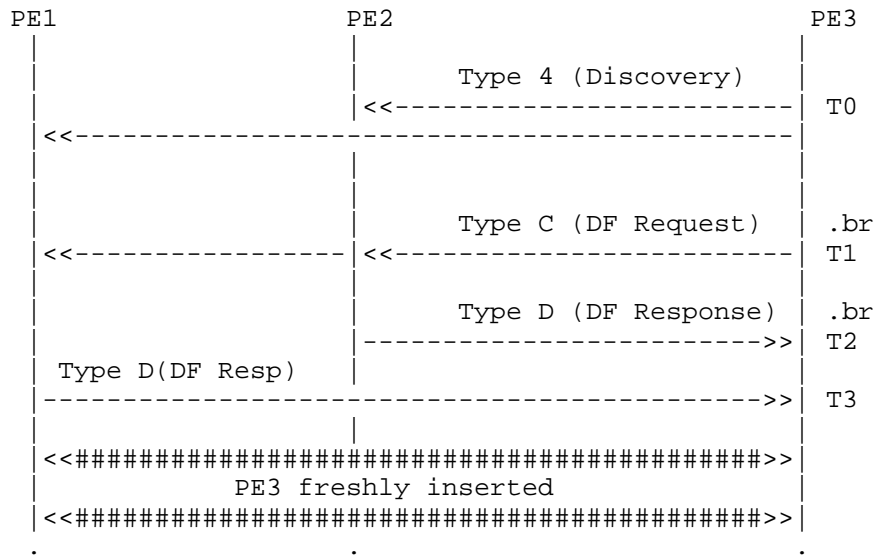 PE1 PE2 PE3
Type 4 (Discovery)
T0
Type C (DF Request) .br
T1
Type D (DF Response) .br
T2
Type D(DF Resp)
T3
PE3 freshly inserted